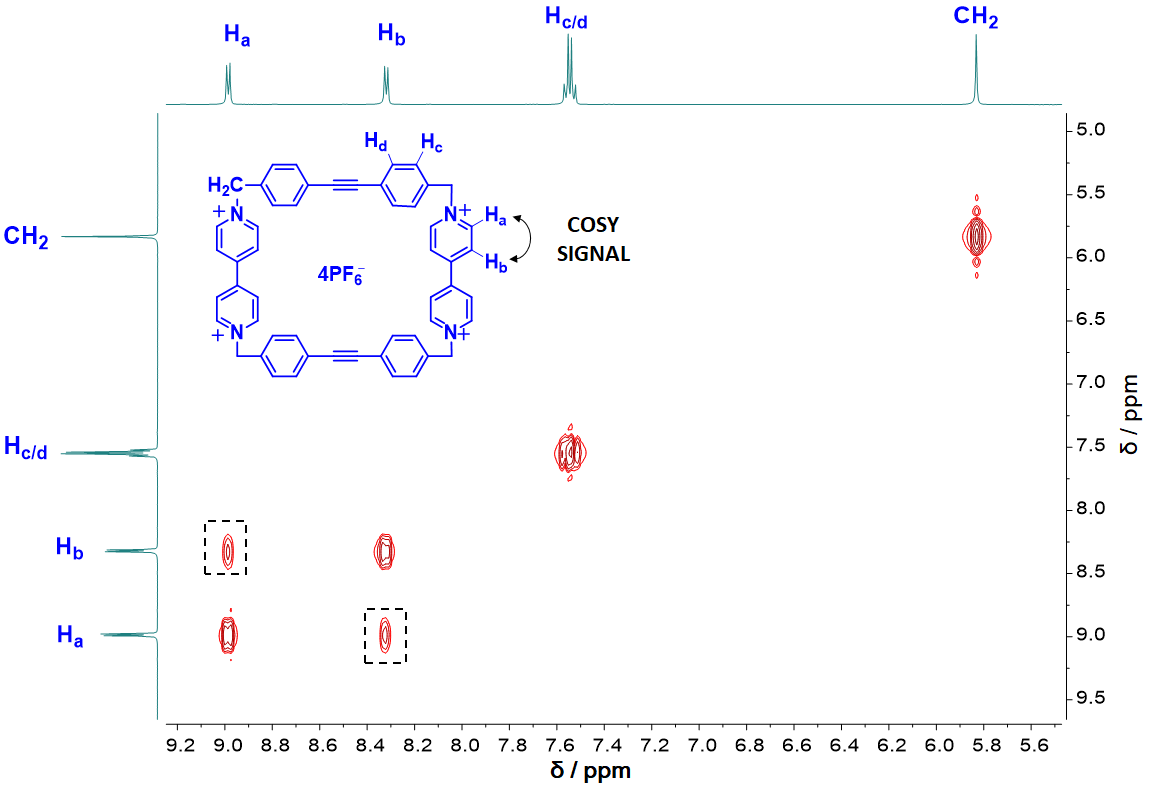 Ha
Hb
Hc/d
CH2
Hd
Hc
H2C
N
+
N
+
Ha
COSY
SIGNAL
Hb
4PF6−
N
+
N
+
CH2
Hc/d
Hb
Ha
5.0
5.5
6.0
6.5
7.0
7.5
8.0
8.5
9.0
9.5
δ / ppm
9.2 9.0 8.8 8.6 8.4 8.2 8.0 7.8 7.6 7.4 7.2 7.0 6.8 6.6 6.4 6.2 6.0 5.8 5.6
δ / ppm